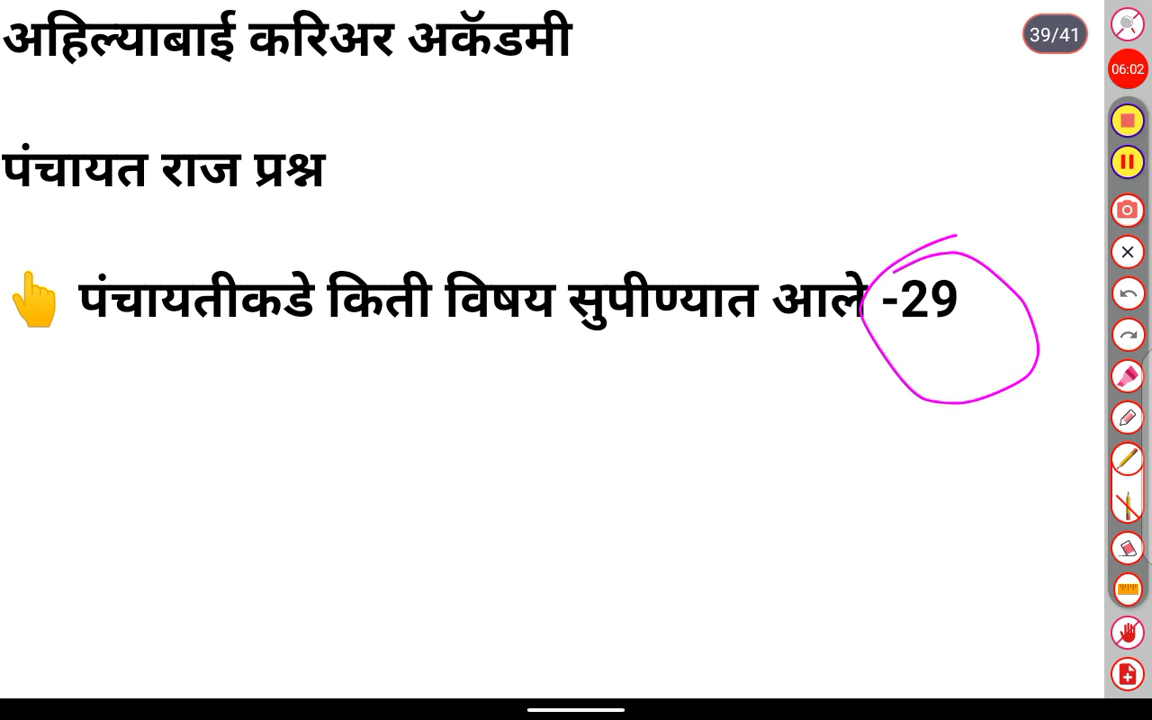 अहिल्याबाई करिअर अकॅडमी
39/41
06:02
पंचायत राज प्रश्न
👆 पंचायतीकडे किती विषय सुपीण्यात आले -29